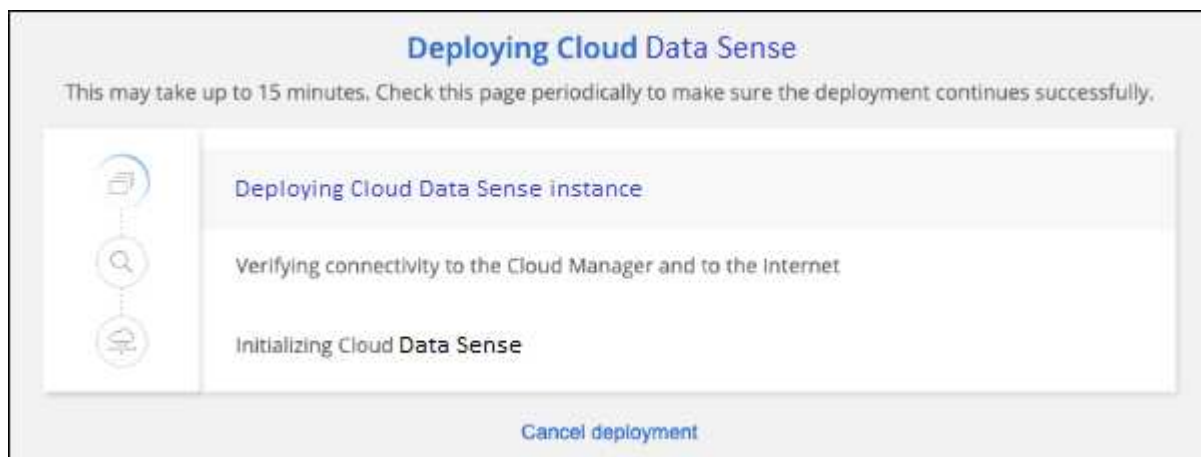 Deploying Cloud Data Sense
This may take up to 15 minutes. Check this page periodically to make sure the deployment continues successfully.
Deploying Cloud Data Sense instance
Verifying connectivity to the Cloud Manager and to the Internet
Initializing Cloud Data Sense
Cancel deployment